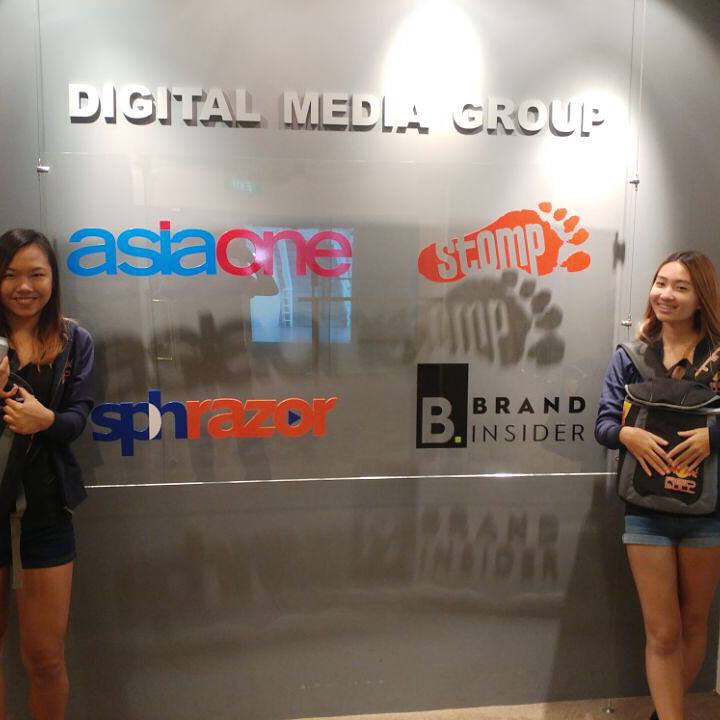 DIGITAL MEDIA GROUP
asiaone
stomp
sphrazor
B. BRAND
INSIDER